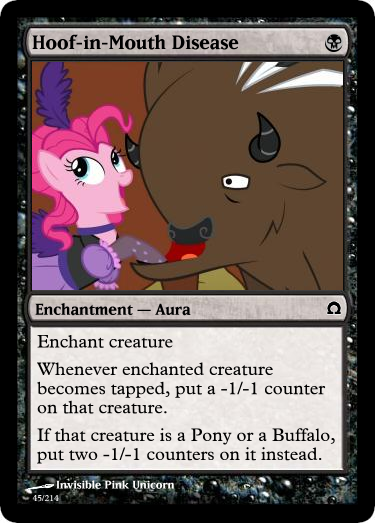 Hoof-in-Mouth Disease
Enchantment — Aura
Enchant creature
Whenever enchanted creature
becomes tapped, put a -1/-1 counter
on that creature.
If that creature is a Pony or a Buffalo,
put two -1/-1 counters on it instead.
Invisible Pink Unicorn
45/214